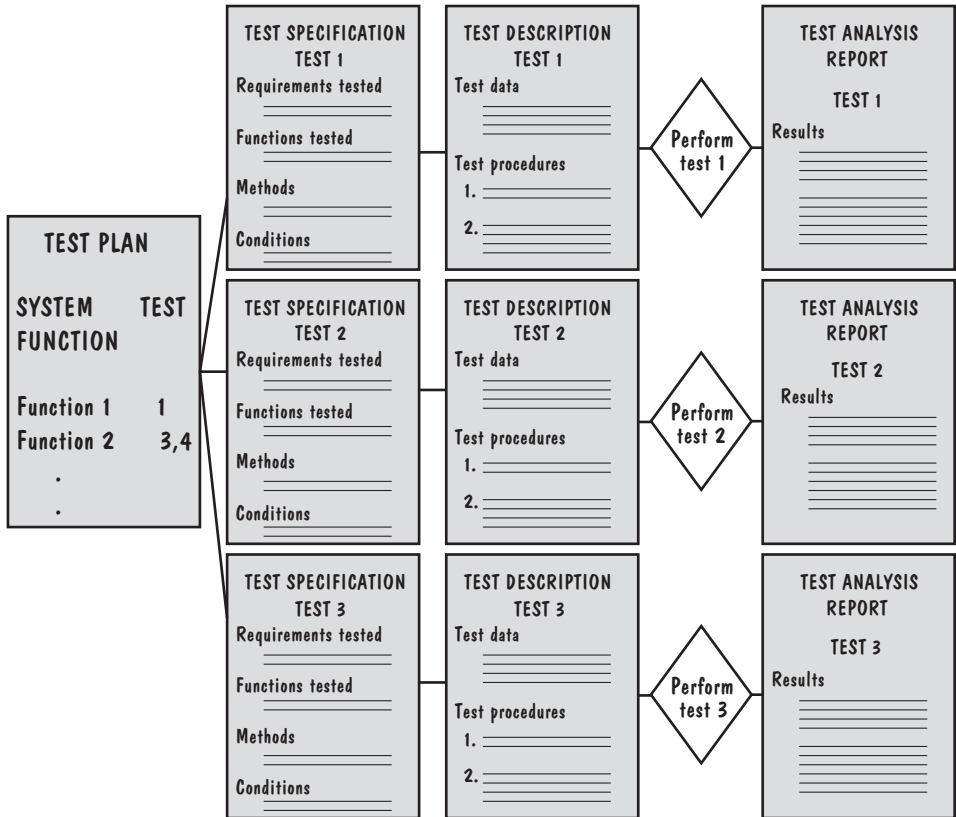 TEST PLAN
SYSTEM TEST
FUNCTION
Function 1 1
Function 2 3,4
.
.
TEST SPECIFICATION
TEST 1
Requirements tested
Functions tested
Methods
Conditions
TEST DESCRIPTION
TEST 1
Test data
Test procedures
1.
2.
Perform
test 1
TEST ANALYSIS
REPORT
TEST 1
Results
TEST SPECIFICATION
TEST 2
Requirements tested
Functions tested
Methods
Conditions
TEST DESCRIPTION
TEST 2
Test data
Test procedures
1.
2.
Perform
test 2
TEST ANALYSIS
REPORT
TEST 2
Results
TEST SPECIFICATION
TEST 3
Requirements tested
Functions tested
Methods
Conditions
TEST DESCRIPTION
TEST 3
Test data
Test procedures
1.
2.
Perform
test 3
TEST ANALYSIS
REPORT
TEST 3
Results